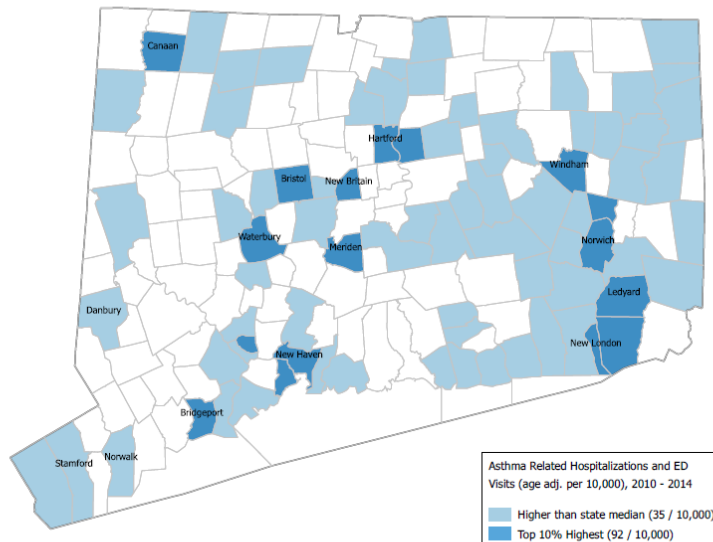 Canaan
Hartford
Windham
Bristol
New Britain
Waterbury
Meriden
Norwich
Danbury
Ledyard
New London
New Haven
Bridgeport
Stamford
Norwalk
Asthma Related Hospitalizations and ED
Visits (age adj. per 10,000), 2010 - 2014
Higher than state median (35 / 10,000)
Top 10% Highest (92 / 10,000)